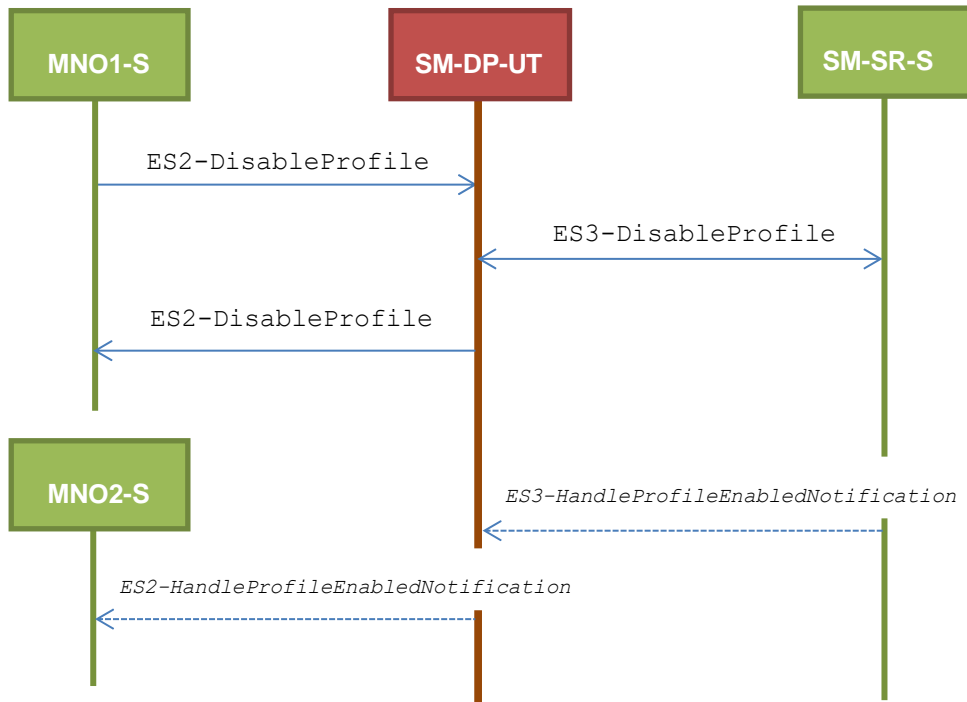 MNO1-S
SM-DP-UT
SM-SR-S
ES2-DisableProfile
ES3-DisableProfile
ES2-DisableProfile
MNO2-S
ES3-HandleProfileEnabledNotification
ES2-HandleProfileEnabledNotification